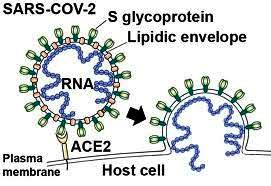 SARS-COV-2
S glycoprotein
Lipidic envelope
RNA
ACE2
Plasma
membrane
Host cell